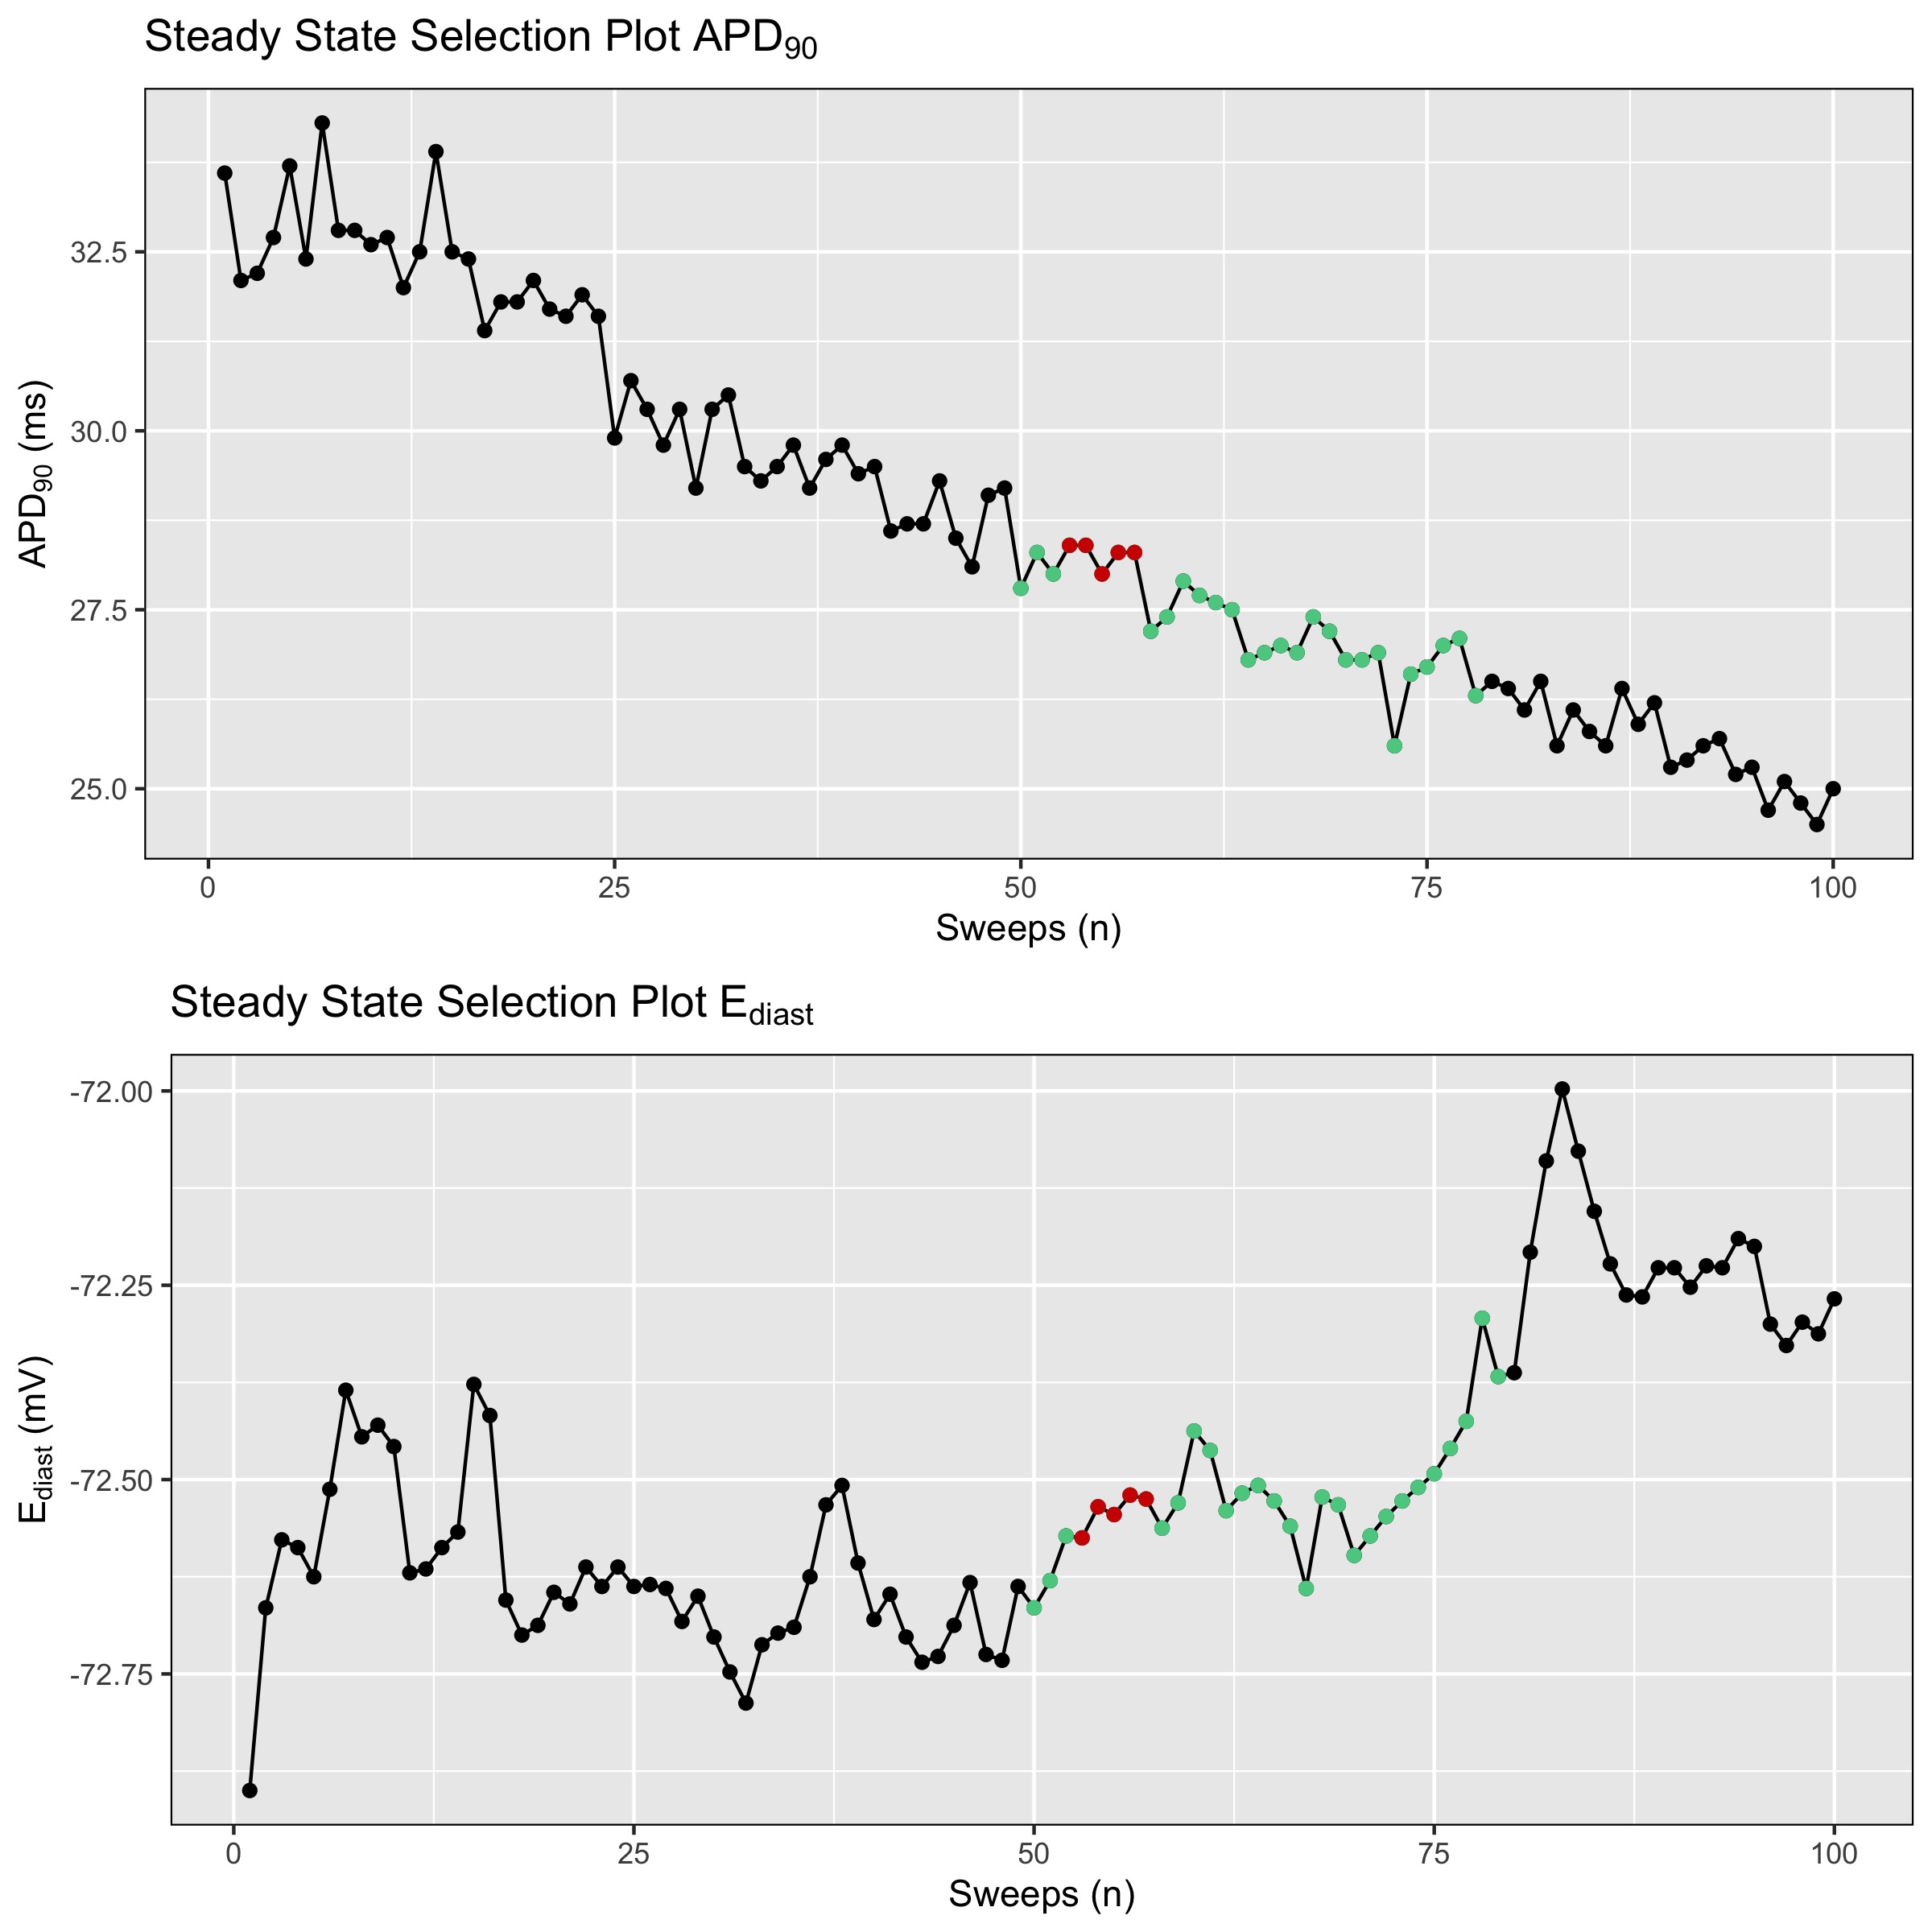 Steady State Selection Plot APD90
APD90 (ms)
32.5
30.0
27.5
25.0
0 25 50 75 100
Sweeps (n)
Steady State Selection Plot Ediast
Ediast (mV)
-72.00
-72.25
-72.50
-72.75
0 25 50 75 100
Sweeps (n)